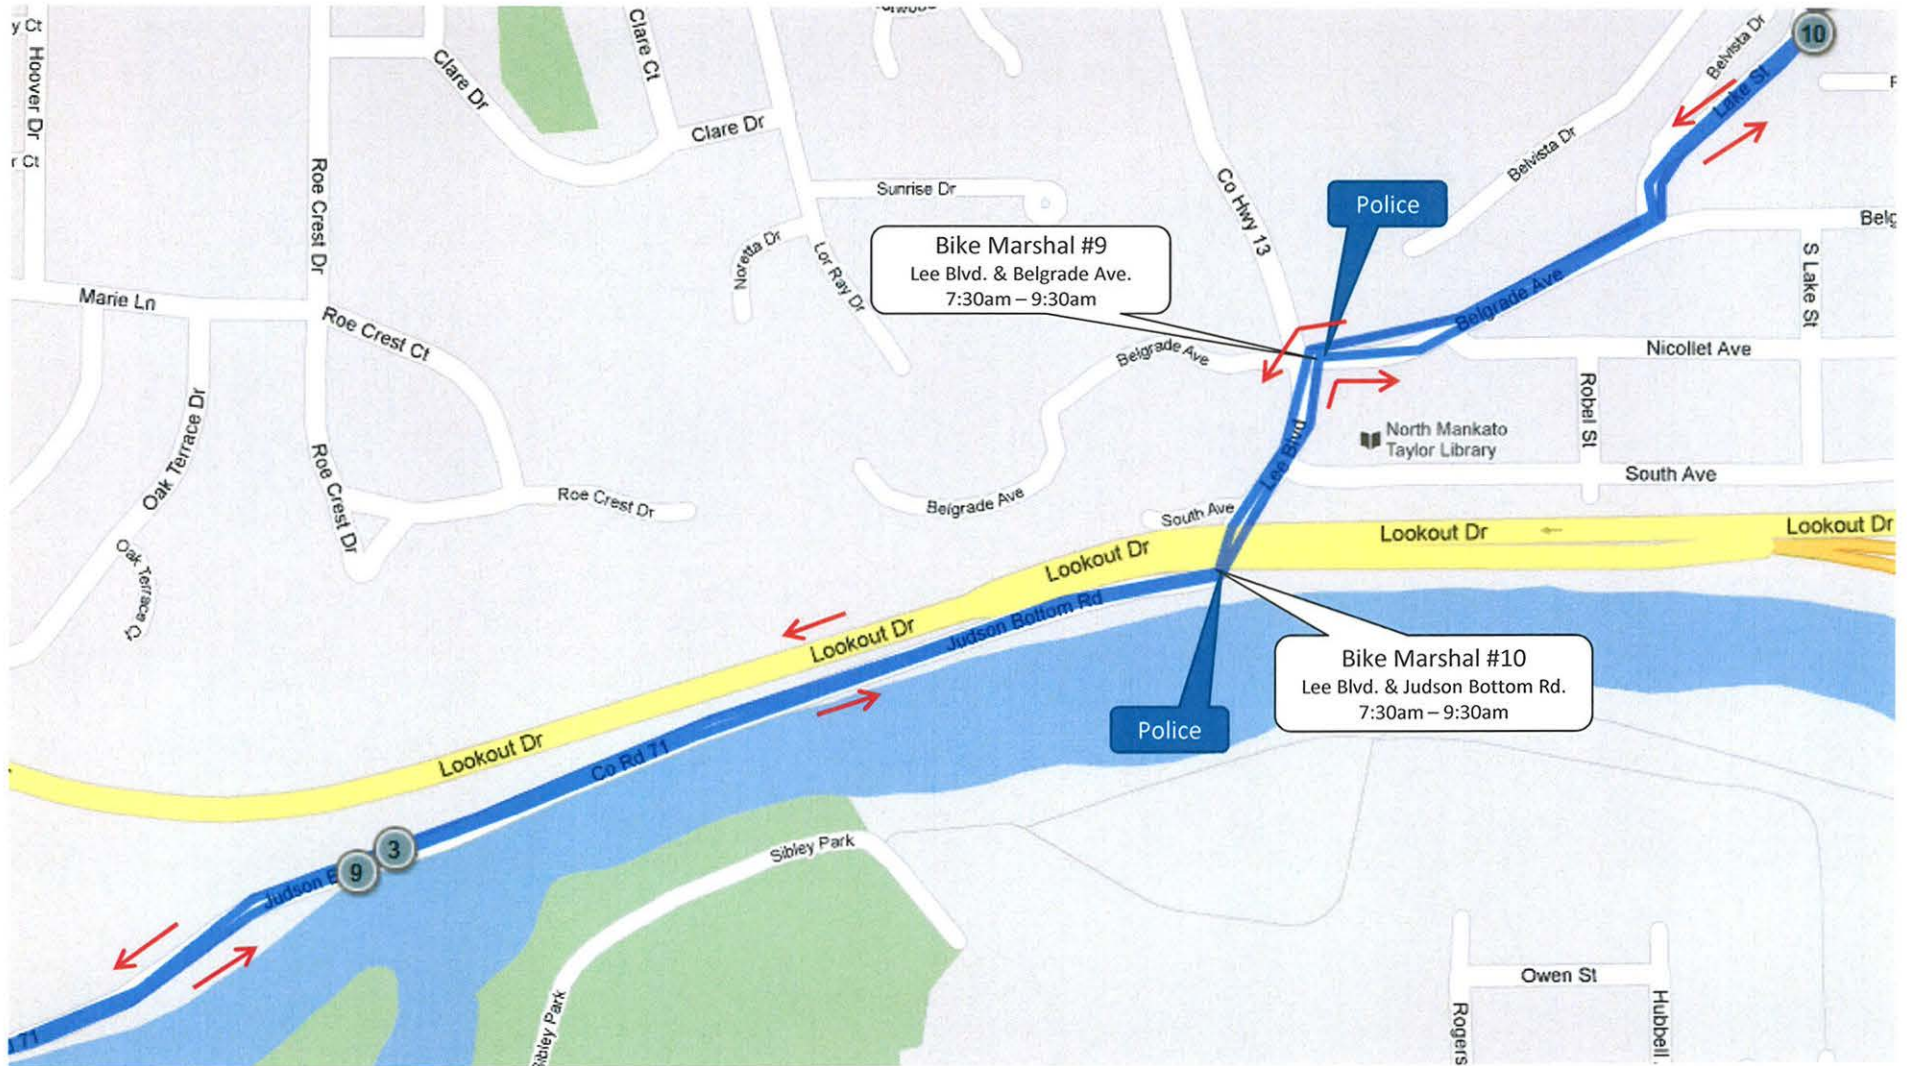 y Ct
Hoover Dr
r Ct
Clare Dr
Clare Ct
Clare Dr
Roe Crest Dr
Sunrise Dr
Noretta Dr
Lor Ray Dr
Co Hwy 13
Belvista Dr
Belvista Dr
Lake St
10
Police
Bike Marshal #9
Lee Blvd. & Belgrade Ave.
7:30am – 9:30am
Belg
S Lake St
Marie Ln
Roe Crest Ct
Belgrade Ave
Belgrade Ave
Nicollet Ave
Robel St
North Mankato
Taylor Library
Lee Blvd
South Ave
Oak Terrace Dr
Roe Crest Dr
Roe Crest Dr
Belgrade Ave
South Ave
Oak Terrace Ct
Lookout Dr
Lookout Dr
Lookout Dr
Lookout Dr
Judson Bottom Rd
Bike Marshal #10
Lee Blvd. & Judson Bottom Rd.
7:30am – 9:30am
Police
Lookout Dr
Co Rd 71
3
9
Judson
Sibley Park
Sibley Park
Owen St
Rogers
Hubbell
71